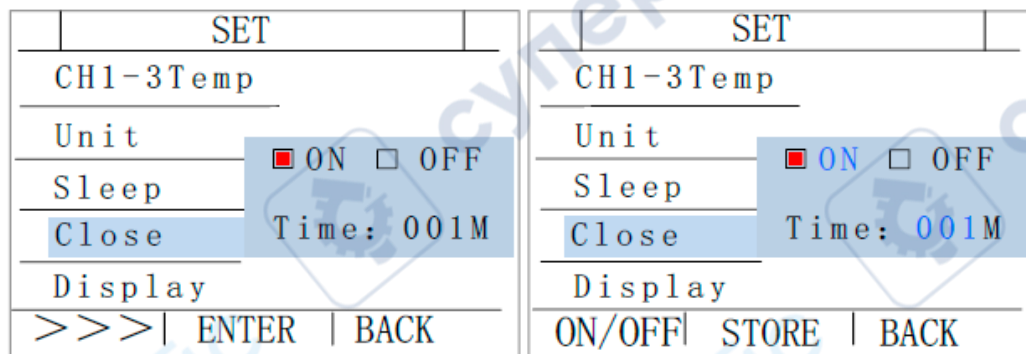 SET
CH1-3Temp
Unit
ON OFF
Sleep
Time: 001M
Close
Display
>>>| ENTER | BACK
SET
CH1-3Temp
Unit
ON OFF
Sleep
Time: 001M
Close
Display
ON/OFF| STORE | BACK